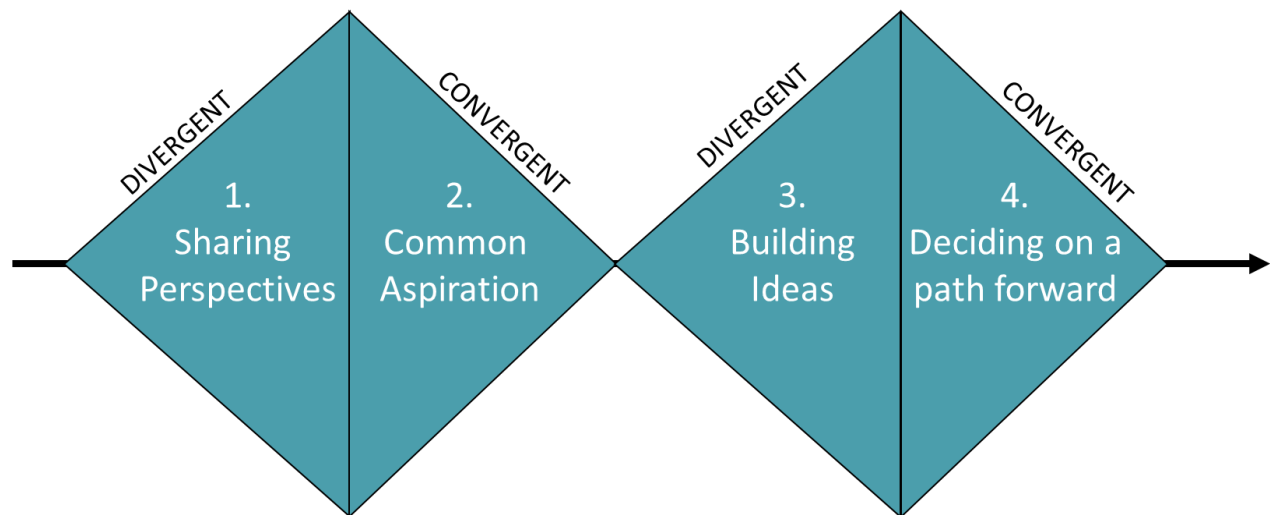 DIVERGENT
1.
Sharing
Perspectives
CONVERGENT
2.
Common
Aspiration
DIVERGENT
3.
Building
Ideas
CONVERGENT
4.
Deciding on a
path forward